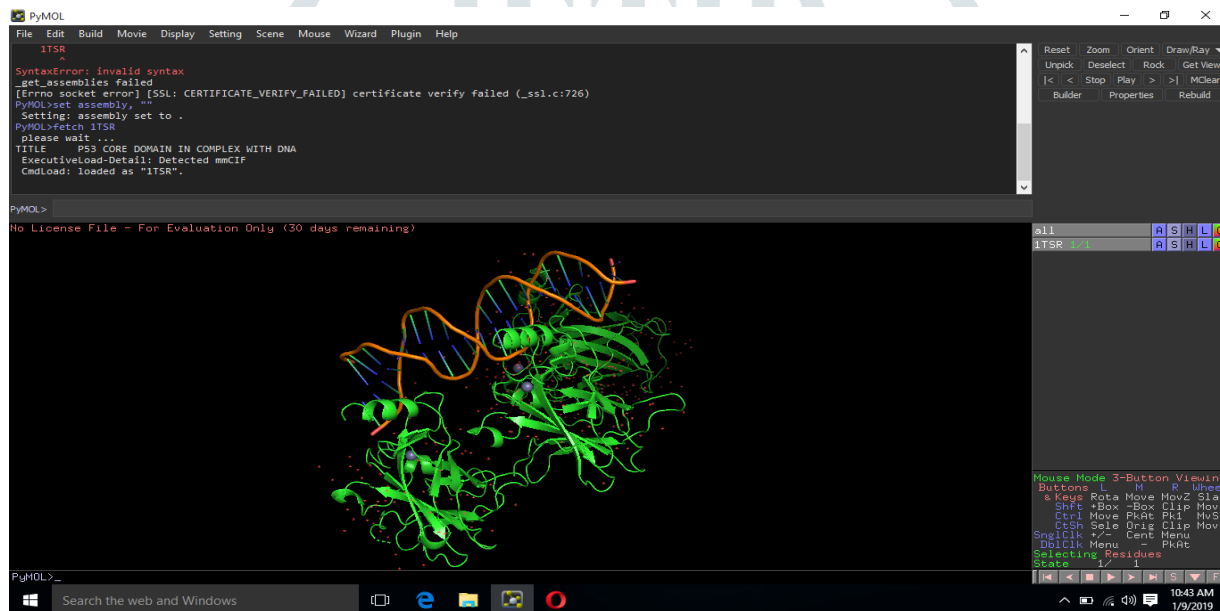 PyMOL
File Edit Build Movie Display Setting Scene Mouse Wizard Plugin Help
1TSR
^
SyntaxError: invalid syntax
_get_assemblies failed
[Errno socket error] [SSL: CERTIFICATE_VERIFY_FAILED] certificate verify failed (_ssl.c:726)
PyMOL>set assembly, ""
Setting: assembly set to .
PyMOL>fetch 1TSR
please wait ...
TITLE P53 CORE DOMAIN IN COMPLEX WITH DNA
ExecutiveLoad-Detail: Detected mmCIF
CmdLoad: loaded as "1TSR".
PyMOL>
Reset Zoom Orient Draw/Ray
Unpick Deselect Rock Get View
|< < Stop Play > >| MClear
Builder Properties Rebuild
No License File - For Evaluation Only (30 days remaining)
all A S H L
1TSR 1/1 A S H L
Mouse Mode 3-Button Viewin
Buttons L M R Whee
& Keys Rota Move MovZ Sla
Shft +Box -Box Clip Mov
Ctrl Move PkAt Pk1 MvS
CtSh Sele Orig Clip Mov
SnglClk +/- Cent Menu
DblClk Menu - PkAt
Selecting Residues
State 1/ 1
S F
PyMOL>_
Search the web and Windows
10:43 AM
1/9/2019